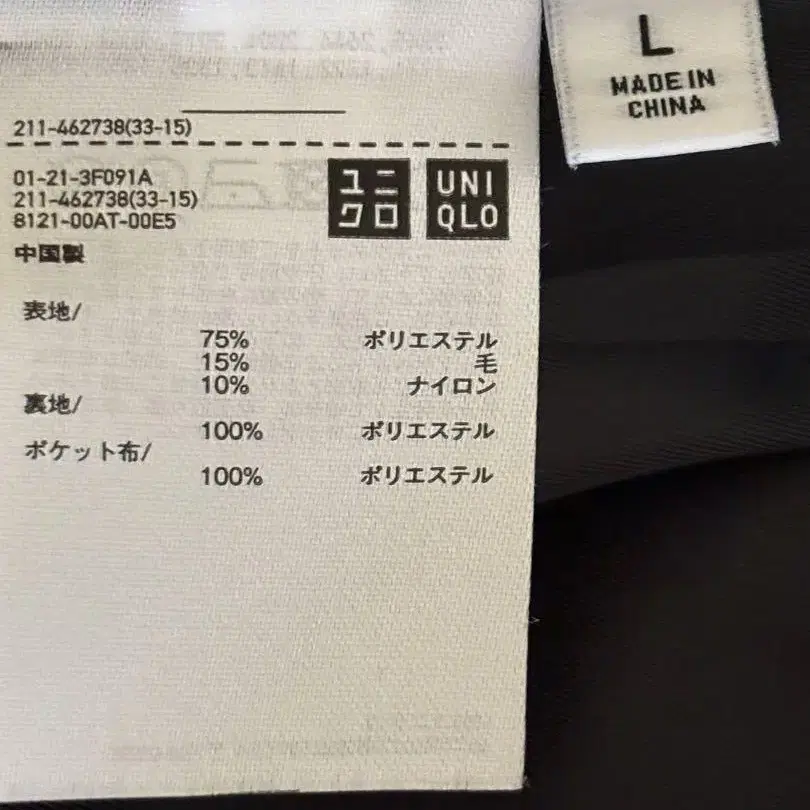 L
MADE IN
CHINA
211-462738(33-15)
01-21-3F091A
211-462738(33-15)
8121-00AT-00E5
中国製
ユニ
クロ
UNI
QLO
表地/
75% ポリエステル
15% 毛
10% ナイロン
裏地/
100% ポリエステル
ポケット布/
100% ポリエステル